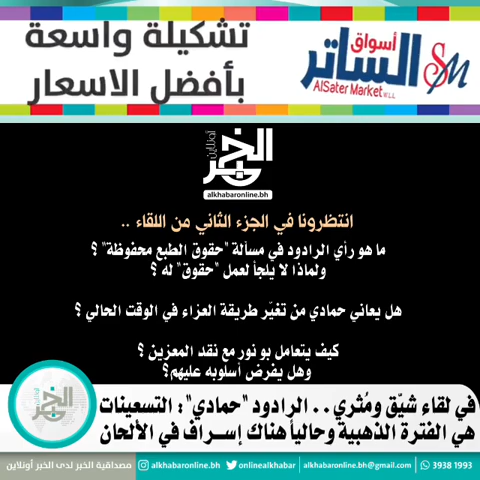 تشكيلة واسعة
بأفضل الاسعار
أسواق
الساتر
SM
AlSater Market W.L.L
الخبر
أونلاين
alkhabaronline.bh
انتظرونا في الجزء الثاني من اللقاء ..
ما هو رأي الرادود في مسألة "حقوق الطبع محفوظة" ؟
ولماذا لا يلجأ لعمل "حقوق" له ؟
هل يعاني حمادي من تغيّر طريقة العزاء في الوقت الحالي ؟
كيف يتعامل بو نور مع نقد المعزين ؟
وهل يفرض أسلوبه عليهم؟
الخبر
في لقاء شيّق ومُثري .. الرادود "حمادي" : التسعينات
هي الفترة الذهبية وحالياً هناك إسراف في الألحان
مصداقية الخبر لدى الخبر أونلاين
alkhabaronline.bh | onlinealkhabar | alkhabaronline.bh@gmail.com | 3938 1993